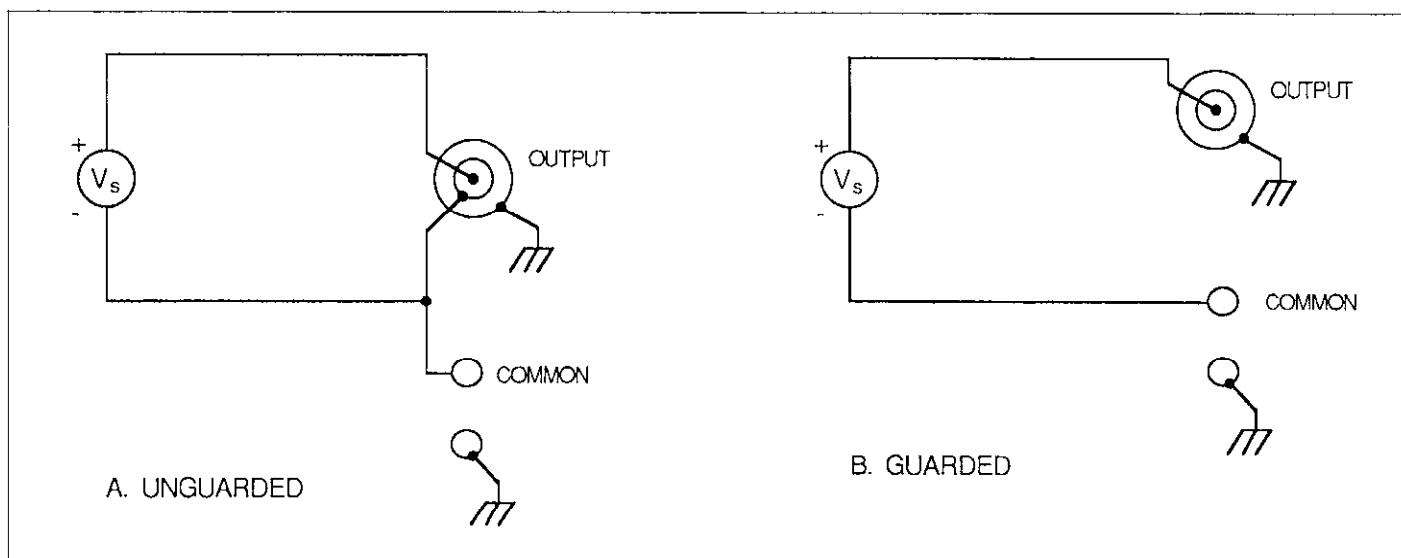 +
Vs
-
OUTPUT
COMMON
A. UNGUARDED
+
Vs
-
OUTPUT
COMMON
B. GUARDED